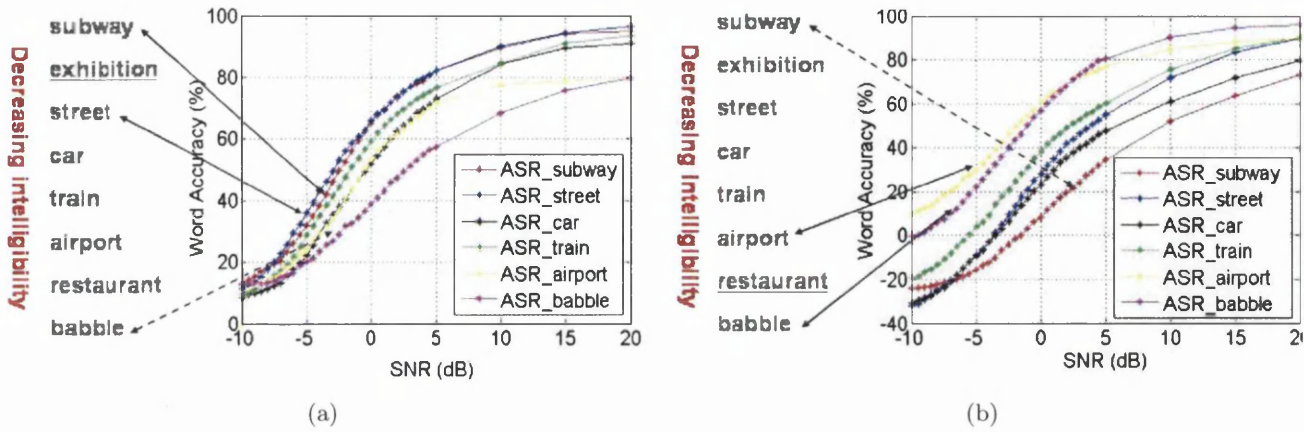 Decreasing intelligibility
subway
exhibition
street
car
train
airport
restaurant
babble
Word Accuracy (%)
100
80
60
40
20
0
-10
-5
0
5
10
15
20
SNR (dB)
ASR_subway
ASR_street
ASR_car
ASR_train
ASR_airport
ASR_babble
(a)
Decreasing Intelligibility
subway
exhibition
street
car
train
airport
restaurant
babble
Word Accuracy (%)
100
80
60
40
20
0
-20
-40
-10
-5
0
5
10
15
20
SNR (dB)
ASR_subway
ASR_street
ASR_car
ASR_train
ASR_airport
ASR_babble
(b)